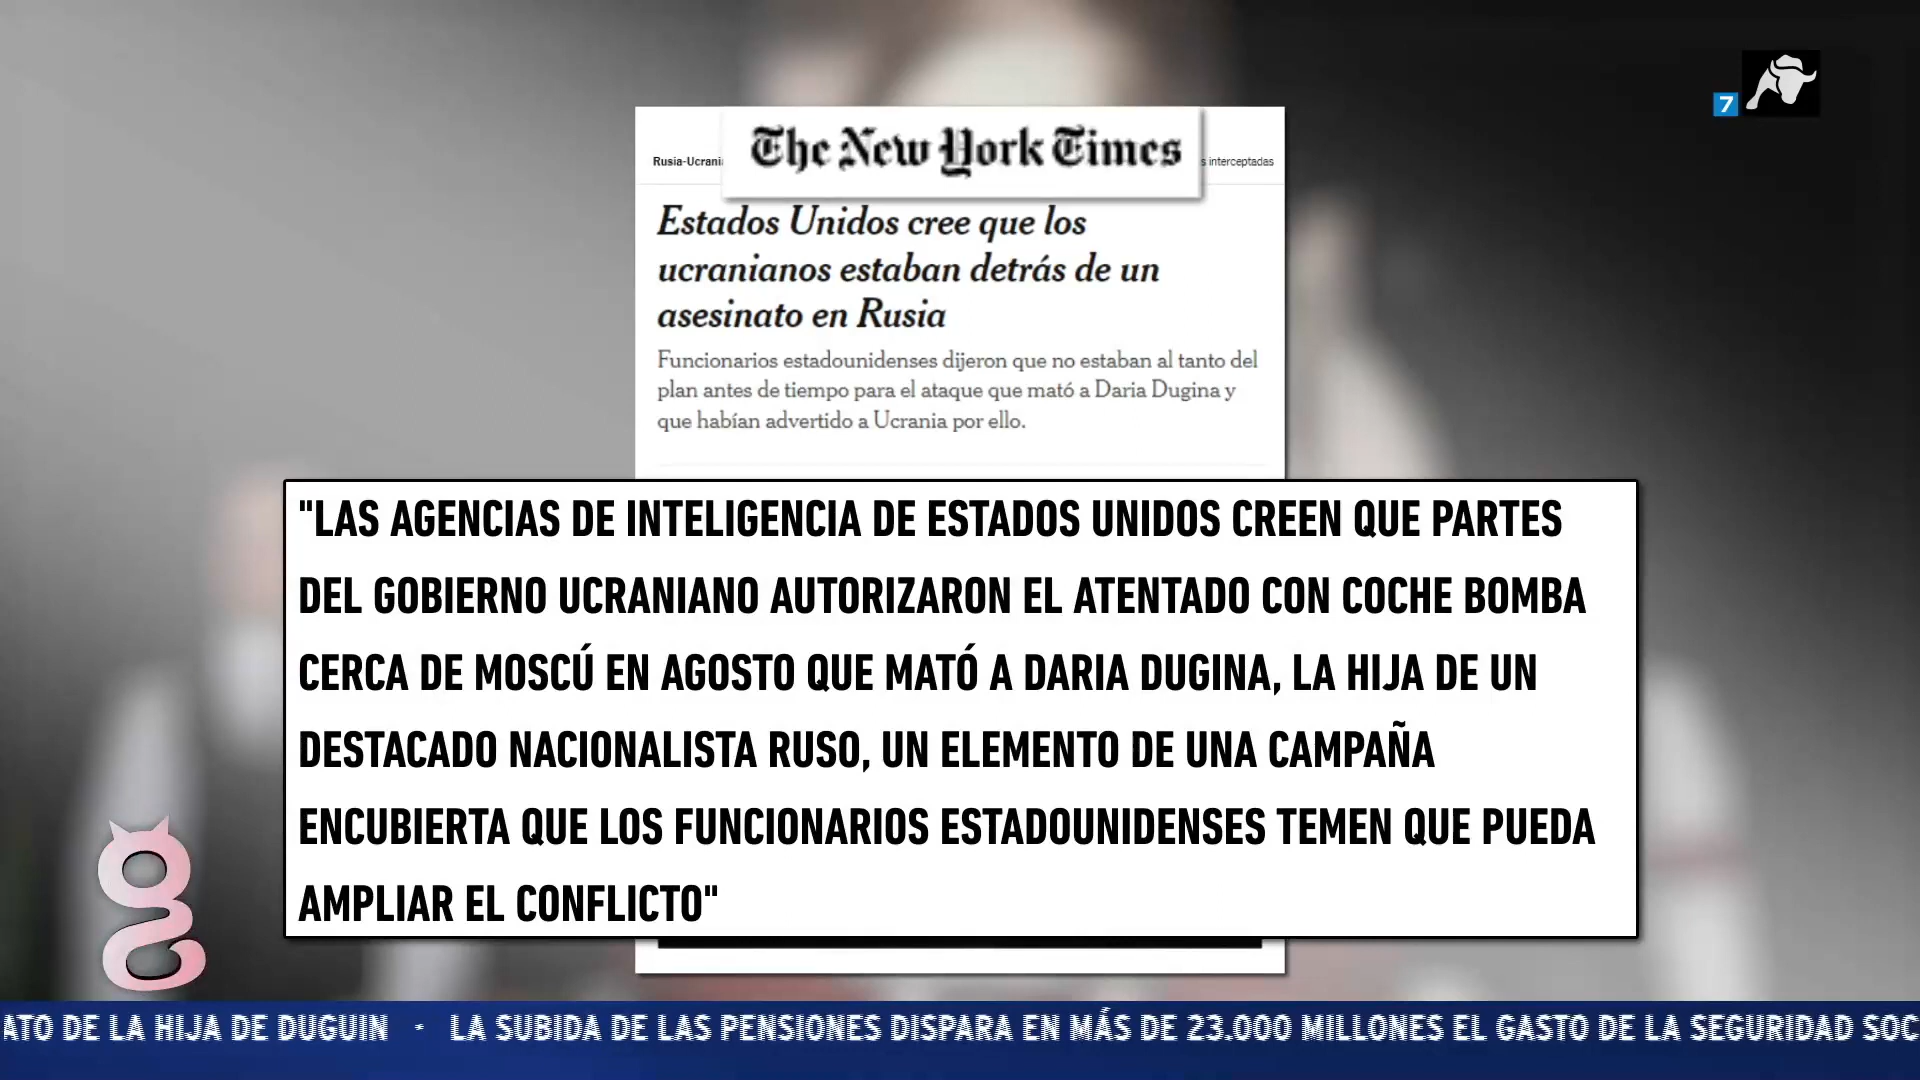 7
The New York Times
s interceptadas
Estados Unidos cree que los
ucranianos estaban detrás de un
asesinato en Rusia
Funcionarios estadounidenses dijeron que no estaban al tanto del
plan antes de tiempo para el ataque que mató a Daria Dugina y
que habían advertido a Ucrania por ello.
"LAS AGENCIAS DE INTELIGENCIA DE ESTADOS UNIDOS CREEN QUE PARTES
DEL GOBIERNO UCRANIANO AUTORIZARON EL ATENTADO CON COCHE BOMBA
CERCA DE MOSCÚ EN AGOSTO QUE MATÓ A DARIA DUGINA, LA HIJA DE UN
DESTACADO NACIONALISTA RUSO, UN ELEMENTO DE UNA CAMPAÑA
ENCUBIERTA QUE LOS FUNCIONARIOS ESTADOUNIDENSES TEMEN QUE PUEDA
AMPLIAR EL CONFLICTO"
g
ATO DE LA HIJA DE DUGUIN - LA SUBIDA DE LAS PENSIONES DISPARA EN MÁS DE 23.000 MILLONES EL GASTO DE LA SEGURIDAD SOC